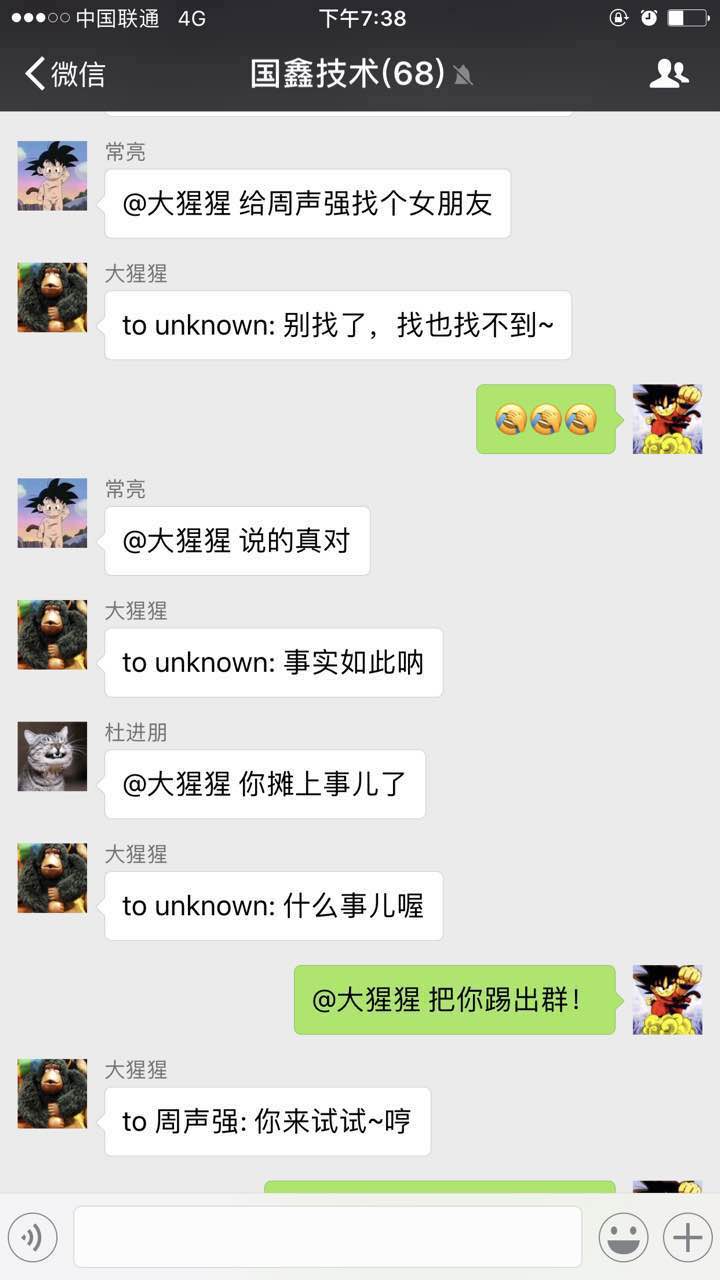 中国联通 4G 下午7:38
微信 国鑫技术(68)
常亮
@大猩猩 给周声强找个女朋友
大猩猩
to unknown: 别找了，找也找不到~
🤦🤦🤦
常亮
@大猩猩 说的真对
大猩猩
to unknown: 事实如此呐
杜进朋
@大猩猩 你摊上事儿了
大猩猩
to unknown: 什么事儿喔
@大猩猩 把你踢出群！
大猩猩
to 周声强: 你来试试~哼